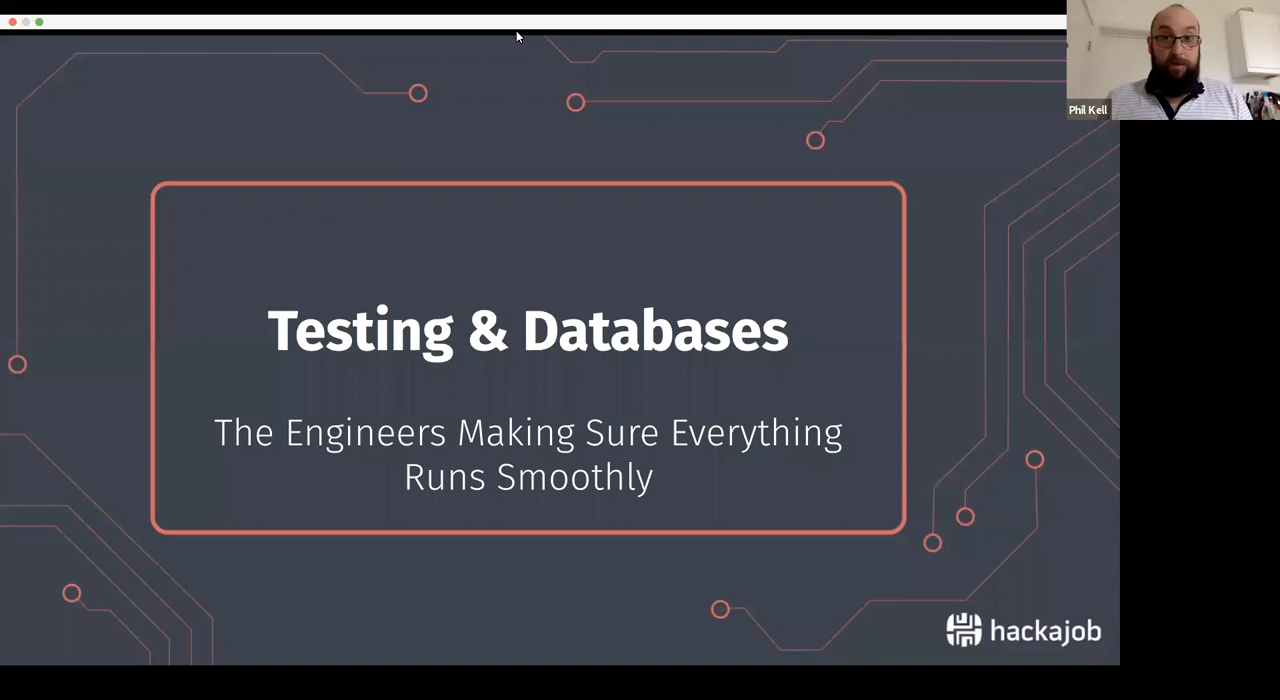 Phil Kell
Testing & Databases
The Engineers Making Sure Everything
Runs Smoothly
hackajob